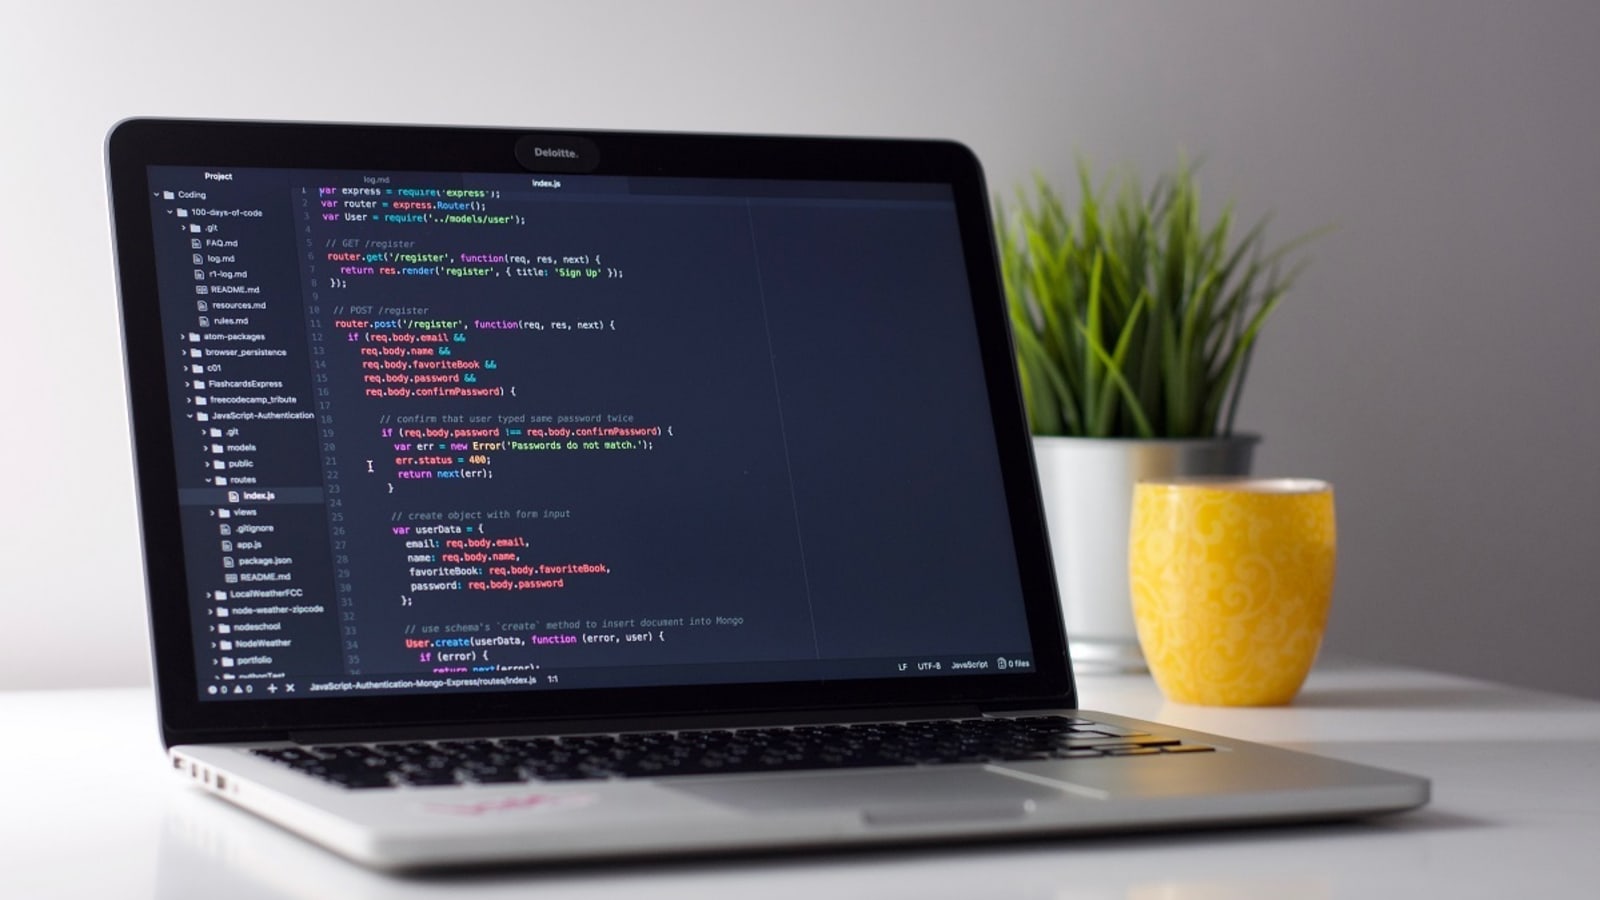 Deloitte.
Project
Coding
100-days-of-code
.git
FAQ.md
log.md
r1-log.md
README.md
resources.md
rules.md
atom-packages
browser_persistence
c01
FlashcardsExpress
freecodecamp_tribute
JavaScript-Authentication
.git
models
public
routes
index.js
views
.gitignore
app.js
package.json
README.md
LocalWeatherFCC
node-weather-zipcode
nodeschool
NodeWeather
portfolio
log.md
index.js
1 var express = require('express');
2 var router = express.Router();
3 var User = require('../models/user');
4
5 // GET /register
6 router.get('/register', function(req, res, next) {
7 return res.render('register', { title: 'Sign Up' });
8 });
9
10 // POST /register
11 router.post('/register', function(req, res, next) {
12 if (req.body.email &&
13 req.body.name &&
14 req.body.favoriteBook &&
15 req.body.password &&
16 req.body.confirmPassword) {
17
18 // confirm that user typed same password twice
19 if (req.body.password !== req.body.confirmPassword) {
20 var err = new Error('Passwords do not match.');
21 err.status = 400;
22 return next(err);
23 }
24
25 // create object with form input
26 var userData = {
27 email: req.body.email,
28 name: req.body.name,
29 favoriteBook: req.body.favoriteBook,
30 password: req.body.password
31 };
32
33 // use schema's `create` method to insert document into Mongo
34 User.create(userData, function (error, user) {
35 if (error) {
return next(error);
0 0 JavaScript-Authentication-Mongo-Express/routes/index.js 1:1
LF UTF-8 JavaScript 0 files